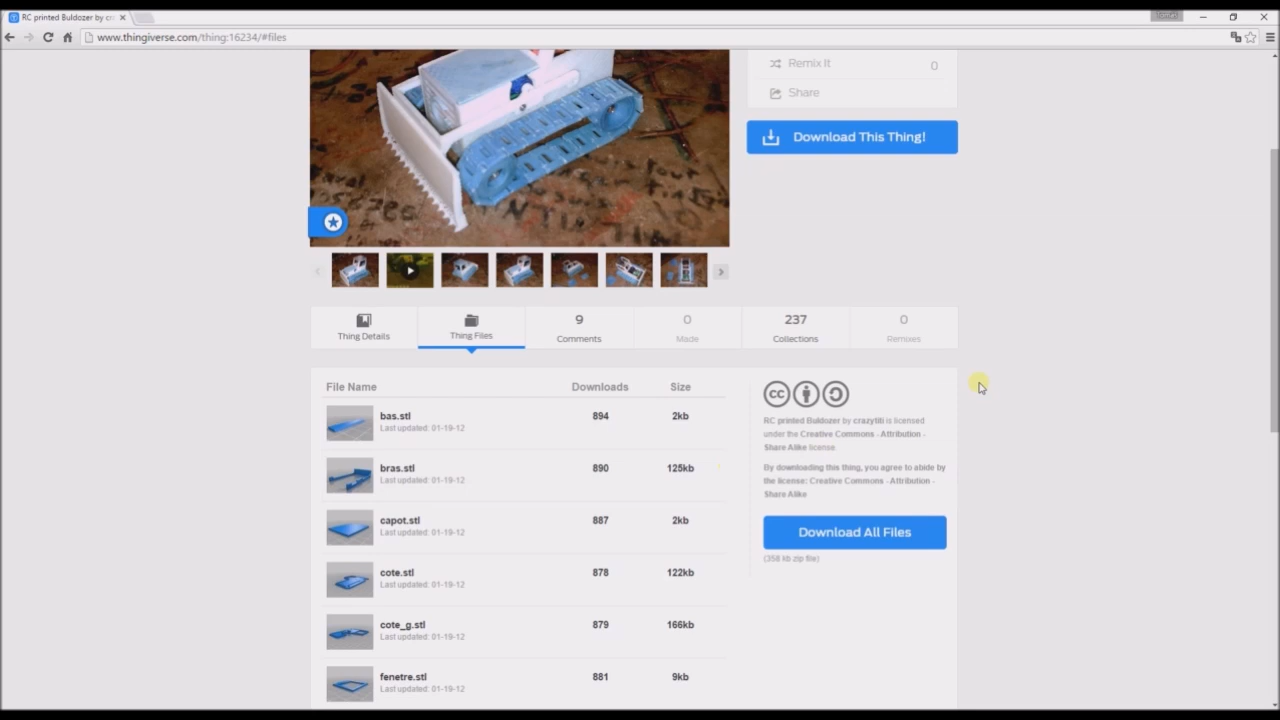 RC printed Buldozer by cr
www.thingiverse.com/thing:16234/#files
Remix It
0
Share
Download This Thing!
Thing Details
Thing Files
9
Comments
0
Made
237
Collections
0
Remixes
File Name
Downloads
Size
bas.stl
Last updated: 01-19-12
894
2kb
bras.stl
Last updated: 01-19-12
890
125kb
capot.stl
Last updated: 01-19-12
887
2kb
cote.stl
Last updated: 01-19-12
878
122kb
cote_g.stl
Last updated: 01-19-12
879
166kb
fenetre.stl
Last updated: 01-19-12
881
9kb
cc
RC printed Buldozer by crazytili is licensed
under the Creative Commons - Attribution -
Share Alike license.
By downloading this thing, you agree to abide by
the license: Creative Commons - Attribution -
Share Alike
Download All Files
(358 kb zip file)